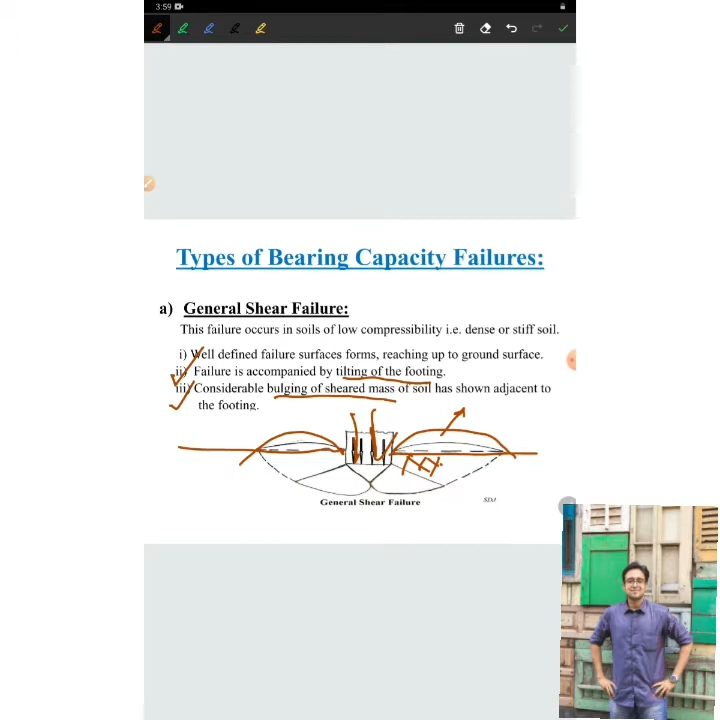 3:59
Types of Bearing Capacity Failures:
a) General Shear Failure:
This failure occurs in soils of low compressibility i.e. dense or stiff soil.
i) Well defined failure surfaces forms, reaching up to ground surface.
ii) Failure is accompanied by tilting of the footing.
iii) Considerable bulging of sheared mass of soil has shown adjacent to
the footing.
General Shear Failure
SDJ